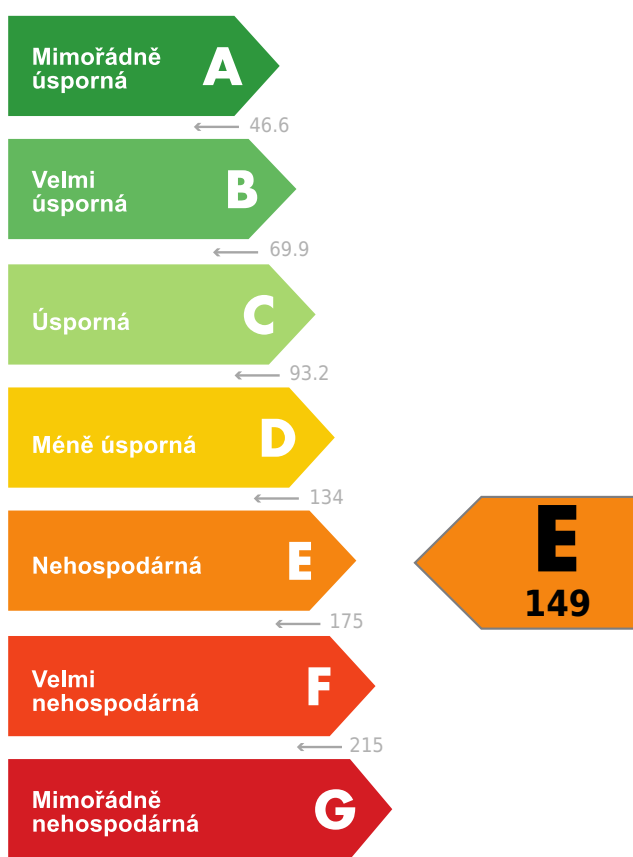 Mimořádně
úsporná
A
46.6
Velmi
úsporná
B
69.9
Úsporná
C
93.2
Méně úsporná
D
134
Nehospodárná
E
E
149
175
Velmi
nehospodárná
F
215
Mimořádně
nehospodárná
G